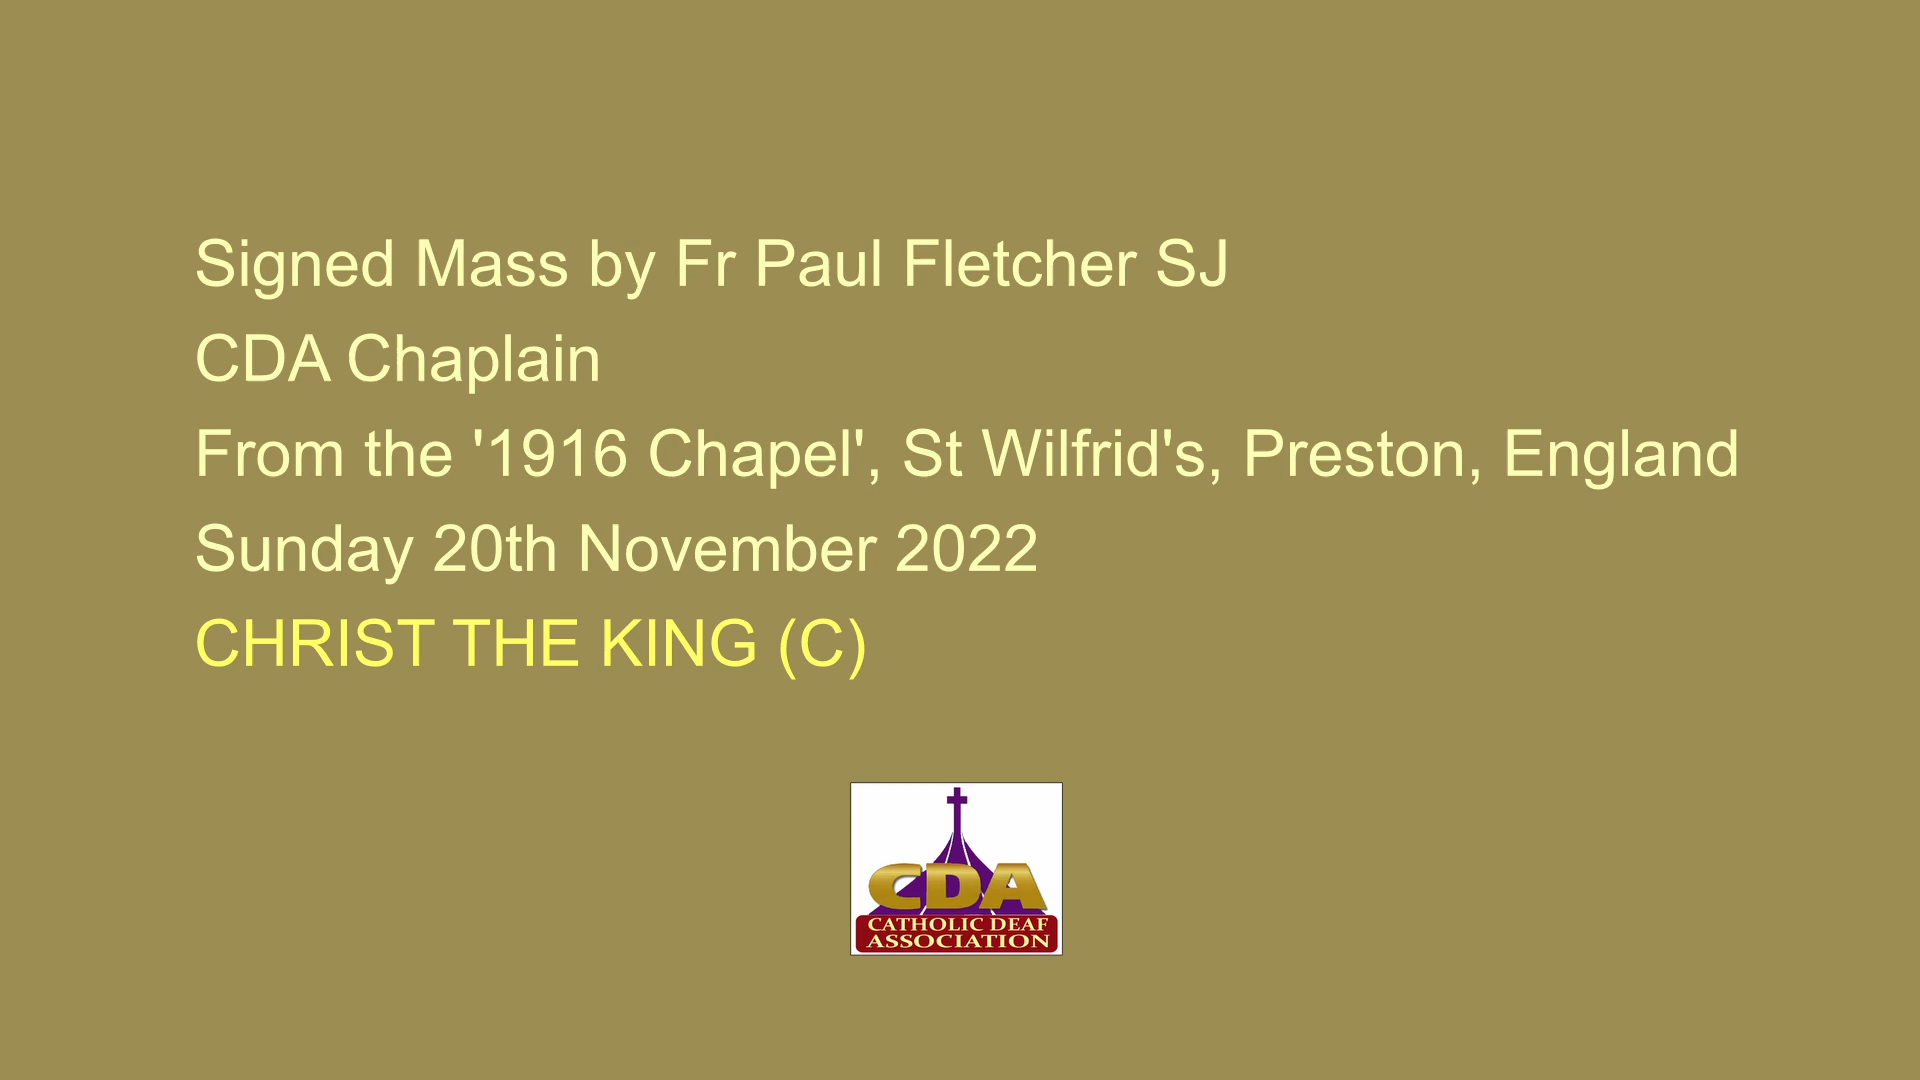 Signed Mass by Fr Paul Fletcher SJ
CDA Chaplain
From the '1916 Chapel', St Wilfrid's, Preston, England
Sunday 20th November 2022
CHRIST THE KING (C)
CDA
CATHOLIC DEAF
ASSOCIATION